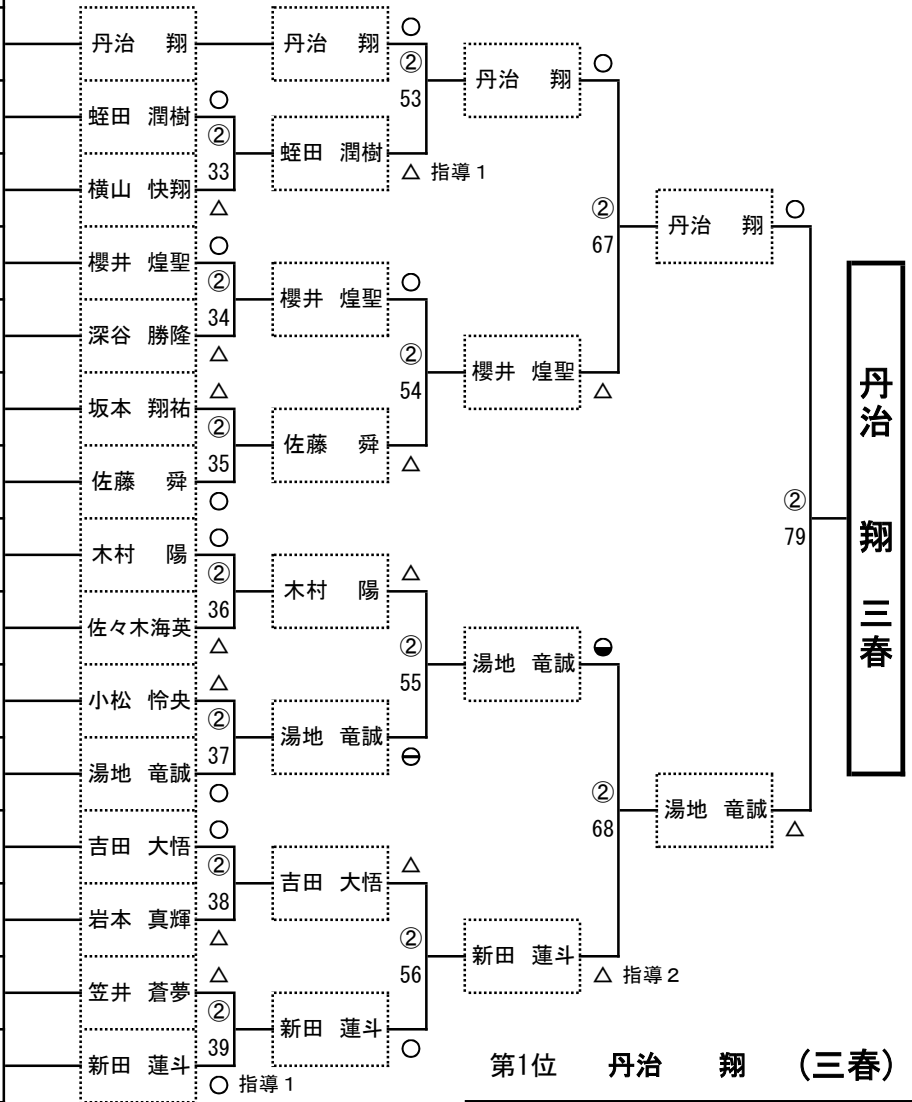 丹治 翔
蛭田 潤樹
横山 快翔
櫻井 煌聖
深谷 勝隆
坂本 翔祐
佐藤 舜
木村 陽
佐々木海英
小松 怜央
湯地 竜誠
吉田 大悟
岩本 真輝
笠井 蒼夢
新田 蓮斗
○
②
33
△
○
②
34
△
△
②
35
○
○
②
36
△
△
②
37
○
○
②
38
△
△
②
39
○ 指導1
丹治 翔
蛭田 潤樹
櫻井 煌聖
佐藤 舜
木村 陽
湯地 竜誠
吉田 大悟
新田 蓮斗
○
②
53
△ 指導1
○
②
54
△
△
②
55
⊖
△
②
56
○
丹治 翔
櫻井 煌聖
湯地 竜誠
新田 蓮斗
○
②
67
△
◒
②
68
△ 指導2
丹治 翔
湯地 竜誠
○
②
79
△
丹治 翔 三春
第1位 丹治 翔 (三春)